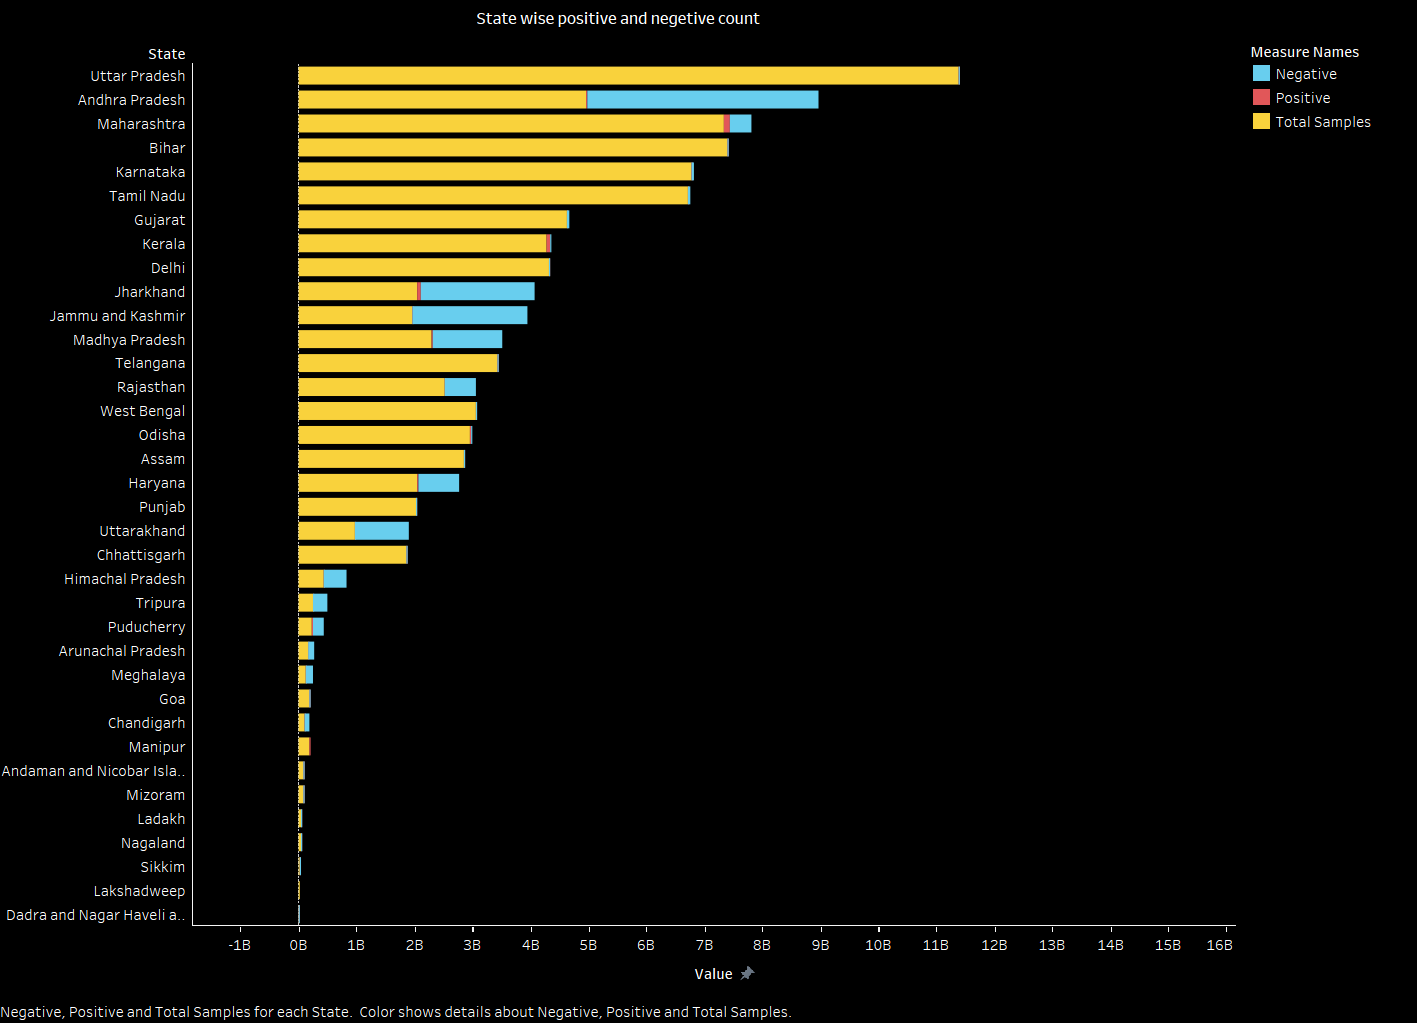 State wise positive and negetive count
State
Uttar Pradesh
Andhra Pradesh
Maharashtra
Bihar
Karnataka
Tamil Nadu
Gujarat
Kerala
Delhi
Jharkhand
Jammu and Kashmir
Madhya Pradesh
Telangana
Rajasthan
West Bengal
Odisha
Assam
Haryana
Punjab
Uttarakhand
Chhattisgarh
Himachal Pradesh
Tripura
Puducherry
Arunachal Pradesh
Meghalaya
Goa
Chandigarh
Manipur
Andaman and Nicobar Isla..
Mizoram
Ladakh
Nagaland
Sikkim
Lakshadweep
Dadra and Nagar Haveli a..
-1B 0B 1B 2B 3B 4B 5B 6B 7B 8B 9B 10B 11B 12B 13B 14B 15B 16B
Value
Measure Names
Negative
Positive
Total Samples
Negative, Positive and Total Samples for each State. Color shows details about Negative, Positive and Total Samples.